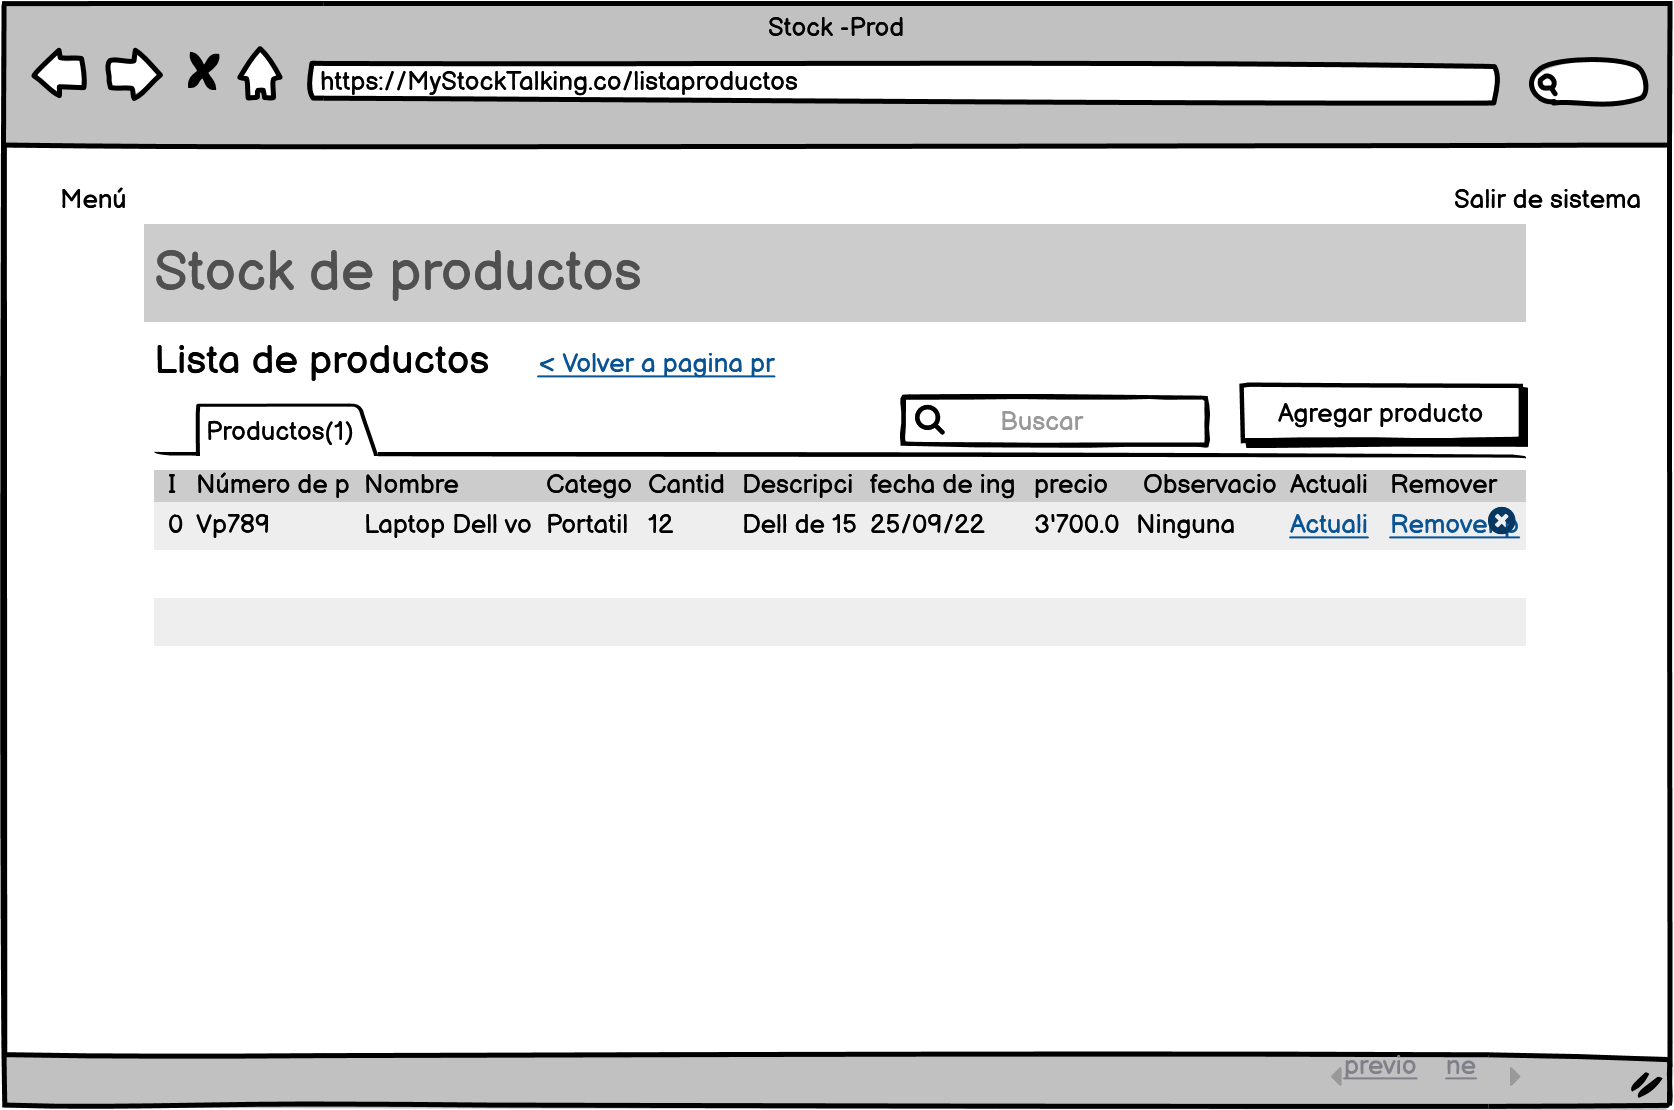 Stock -Prod
https://MyStockTalking.co/listaproductos
Menú
Salir de sistema
Stock de productos
Lista de productos < Volver a pagina pr
Productos(1) Buscar Agregar producto
I Número de p Nombre Catego Cantid Descripci fecha de ing precio Observacio Actuali Remover
0 Vp789 Laptop Dell vo Portatil 12 Dell de 15 25/09/22 3'700.0 Ninguna Actuali Remover p
previo ne